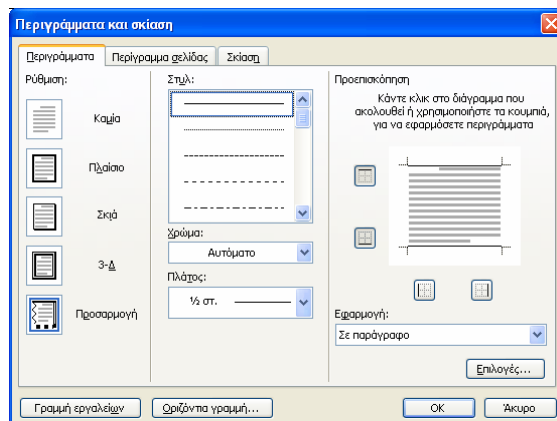 Περιγράμματα και σκίαση
Περιγράμματα
Περίγραμμα σελίδας
Σκίαση
Ρύθμιση:
Καμία
Πλαίσιο
Σκιά
3-Δ
Προσαρμογή
Στυλ:
Χρώμα:
Αυτόματο
Πλάτος:
½ στ.
Προεπισκόπηση
Κάντε κλικ στο διάγραμμα που
ακολουθεί ή χρησιμοποιήστε τα κουμπιά,
για να εφαρμόσετε περιγράμματα
Εφαρμογή:
Σε παράγραφο
Επιλογές...
Γραμμή εργαλείων
Οριζόντια γραμμή...
OK
Άκυρο